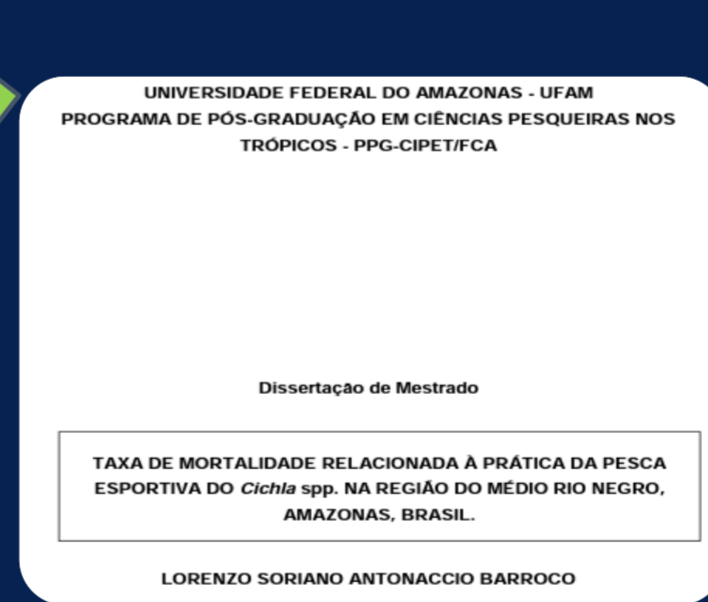 UNIVERSIDADE FEDERAL DO AMAZONAS - UFAM
PROGRAMA DE PÓS-GRADUAÇÃO EM CIÊNCIAS PESQUEIRAS NOS
TRÓPICOS - PPG-CIPET/FCA
Dissertação de Mestrado
TAXA DE MORTALIDADE RELACIONADA À PRÁTICA DA PESCA
ESPORTIVA DO Cichla spp. NA REGIÃO DO MÉDIO RIO NEGRO,
AMAZONAS, BRASIL.
LORENZO SORIANO ANTONACCIO BARROCO